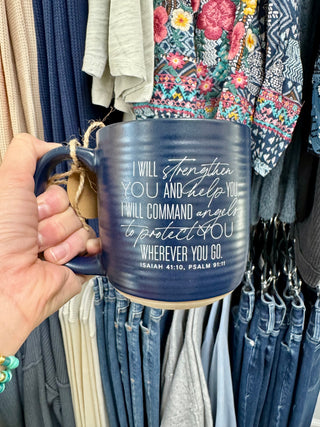 I WILL strengthen
YOU AND help YOU
I WILL COMMAND angels
to protect YOU
WHEREVER YOU GO.
ISAIAH 41:10, PSALM 91:11